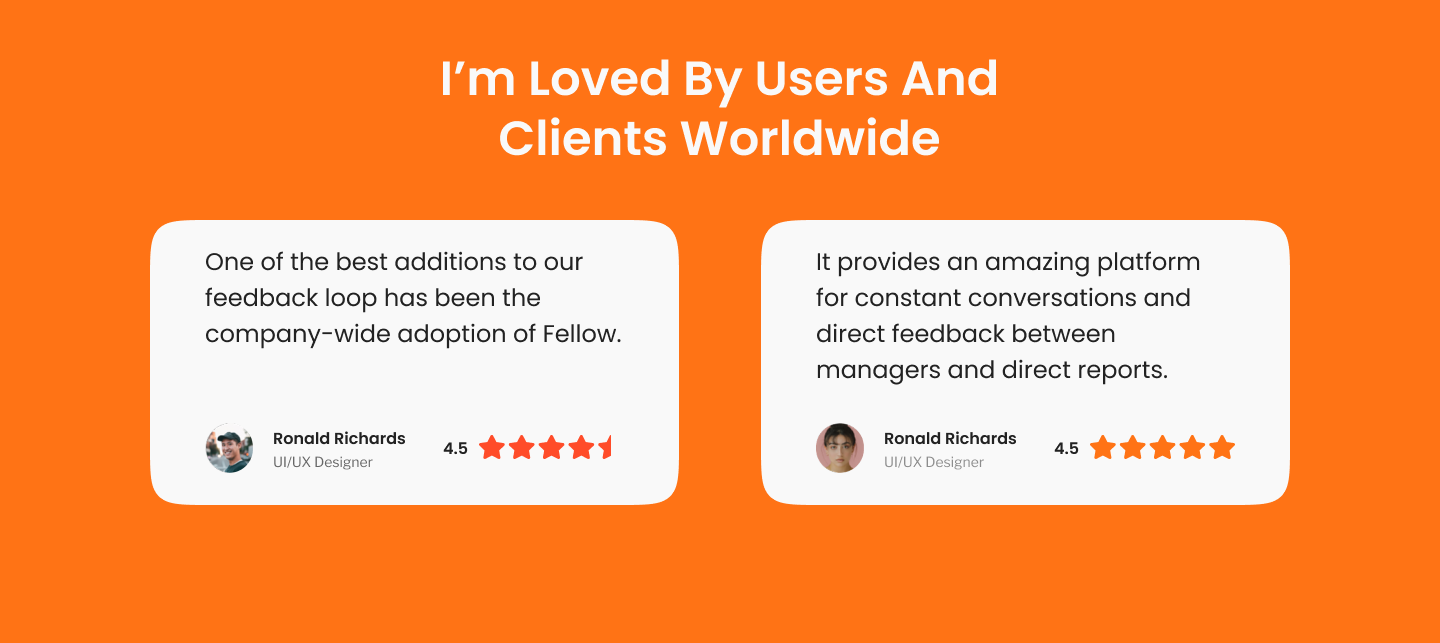 I’m Loved By Users And
Clients Worldwide
One of the best additions to our
feedback loop has been the
company-wide adoption of Fellow.
Ronald Richards
UI/UX Designer
4.5
It provides an amazing platform
for constant conversations and
direct feedback between
managers and direct reports.
Ronald Richards
UI/UX Designer
4.5